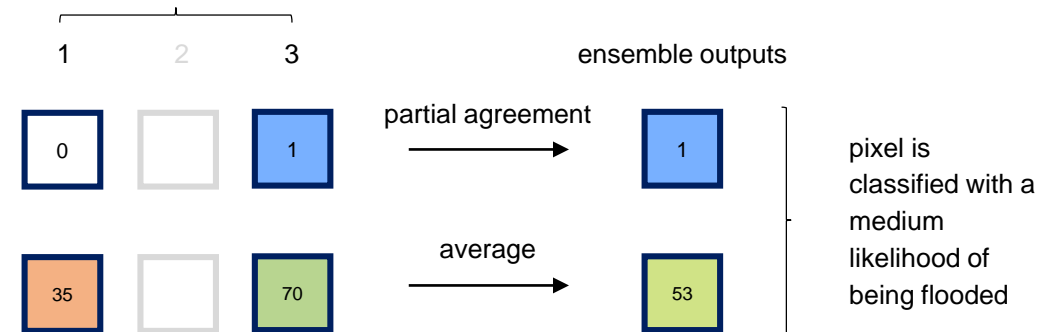 1 2 3 ensemble outputs
partial agreement
0 1 1
average
35 70 53
pixel is
classified with a
medium
likelihood of
being flooded